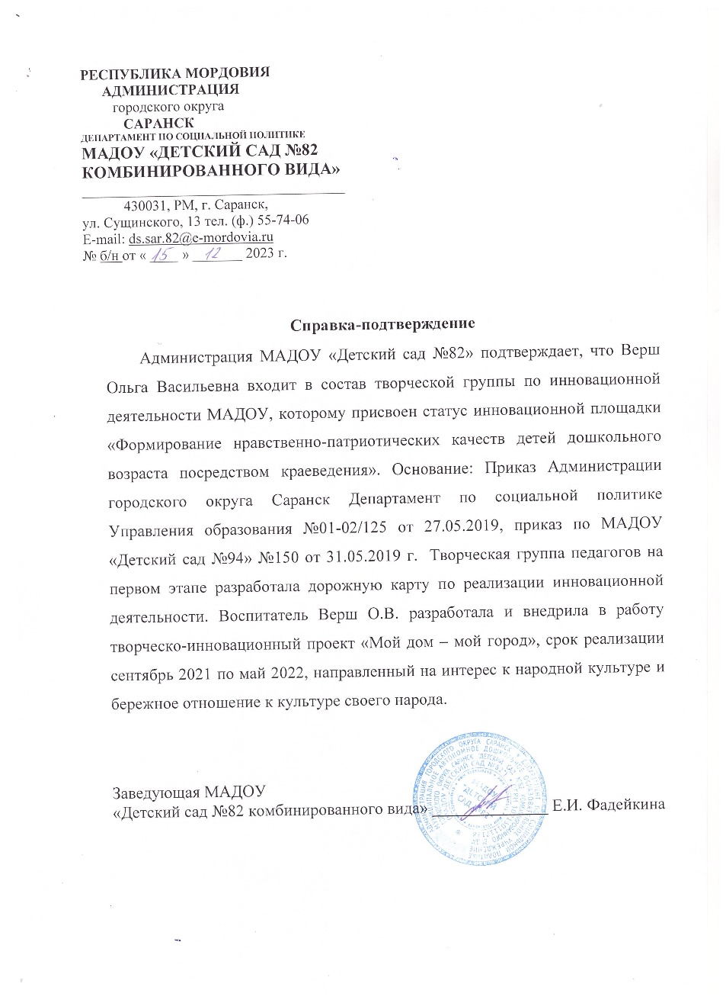 РЕСПУБЛИКА МОРДОВИЯ
АДМИНИСТРАЦИЯ
городского округа
САРАНСК
ДЕПАРТАМЕНТ ПО СОЦИАЛЬНОЙ ПОЛИТИКЕ
МАДОУ «ДЕТСКИЙ САД №82
КОМБИНИРОВАННОГО ВИДА»
430031, РМ, г. Саранск,
ул. Сущинского, 13 тел. (ф.) 55-74-06
E-mail: ds.sar.82@e-mordovia.ru
№ б/н от « 15 » 12 2023 г.
Справка-подтверждение
Администрация МАДОУ «Детский сад №82» подтверждает, что Верш
Ольга Васильевна входит в состав творческой группы по инновационной
деятельности МАДОУ, которому присвоен статус инновационной площадки
«Формирование нравственно-патриотических качеств детей дошкольного
возраста посредством краеведения». Основание: Приказ Администрации
городского округа Саранск Департамент по социальной политике
Управления образования №01-02/125 от 27.05.2019, приказ по МАДОУ
«Детский сад №94» №150 от 31.05.2019 г. Творческая группа педагогов на
первом этапе разработала дорожную карту по реализации инновационной
деятельности. Воспитатель Верш О.В. разработала и внедрила в работу
творческо-инновационный проект «Мой дом – мой город», срок реализации
сентябрь 2021 по май 2022, направленный на интерес к народной культуре и
бережное отношение к культуре своего народа.
Заведующая МАДОУ
«Детский сад №82 комбинированного вида» Е.И. Фадейкина